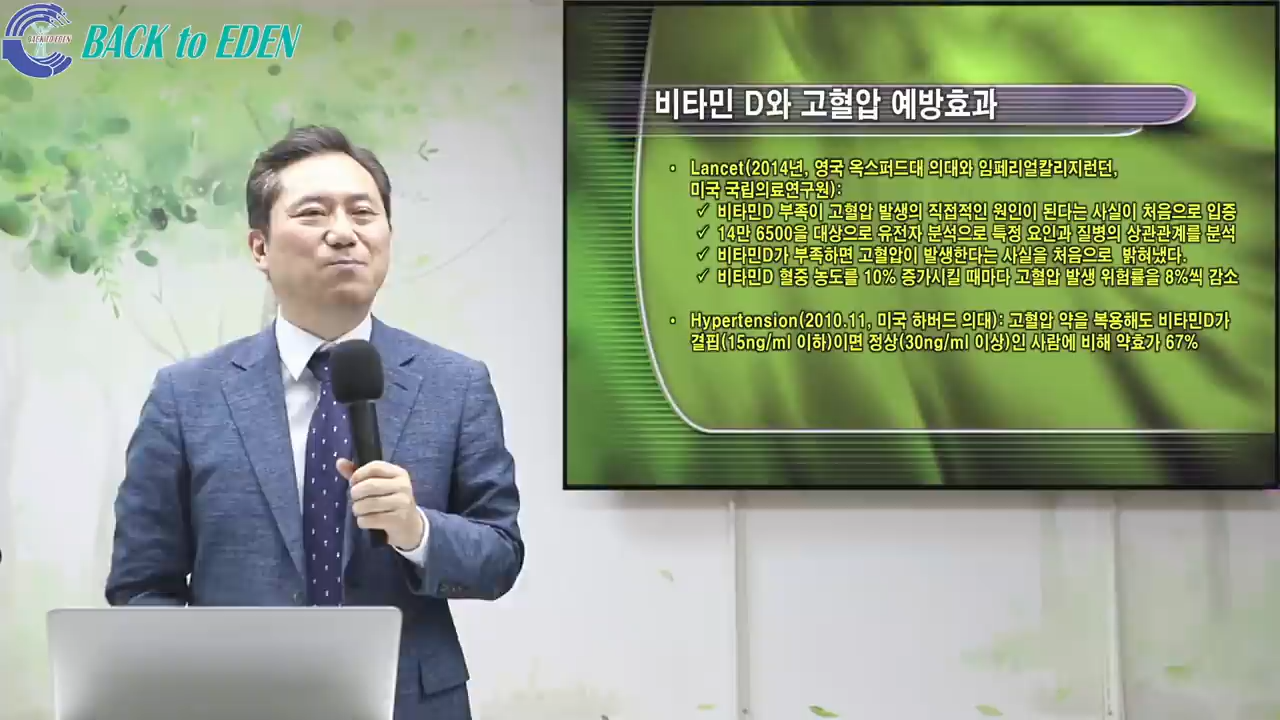 BACK TO EDEN
BACK to EDEN
비타민 D와 고혈압 예방효과
• Lancet(2014년, 영국 옥스퍼드대 의대와 임페리얼칼리지런던,
미국 국립의료연구원):
✓ 비타민D 부족이 고혈압 발생의 직접적인 원인이 된다는 사실이 처음으로 입증
✓ 14만 6500을 대상으로 유전자 분석으로 특정 요인과 질병의 상관관계를 분석
✓ 비타민D가 부족하면 고혈압이 발생한다는 사실을 처음으로 밝혀냈다.
✓ 비타민D 혈중 농도를 10% 증가시킬 때마다 고혈압 발생 위험률을 8%씩 감소
• Hypertension(2010.11, 미국 하버드 의대): 고혈압 약을 복용해도 비타민D가
결핍(15ng/ml 이하)이면 정상(30ng/ml 이상)인 사람에 비해 약효가 67%